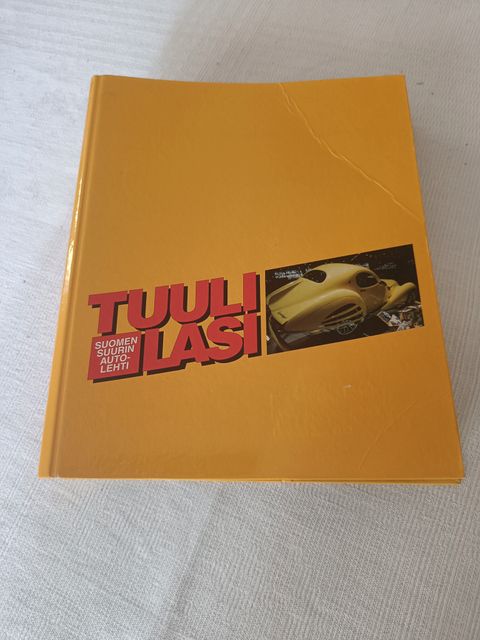 TUULI
LASI
SUOMEN
SUURIN
AUTO-
LEHTI